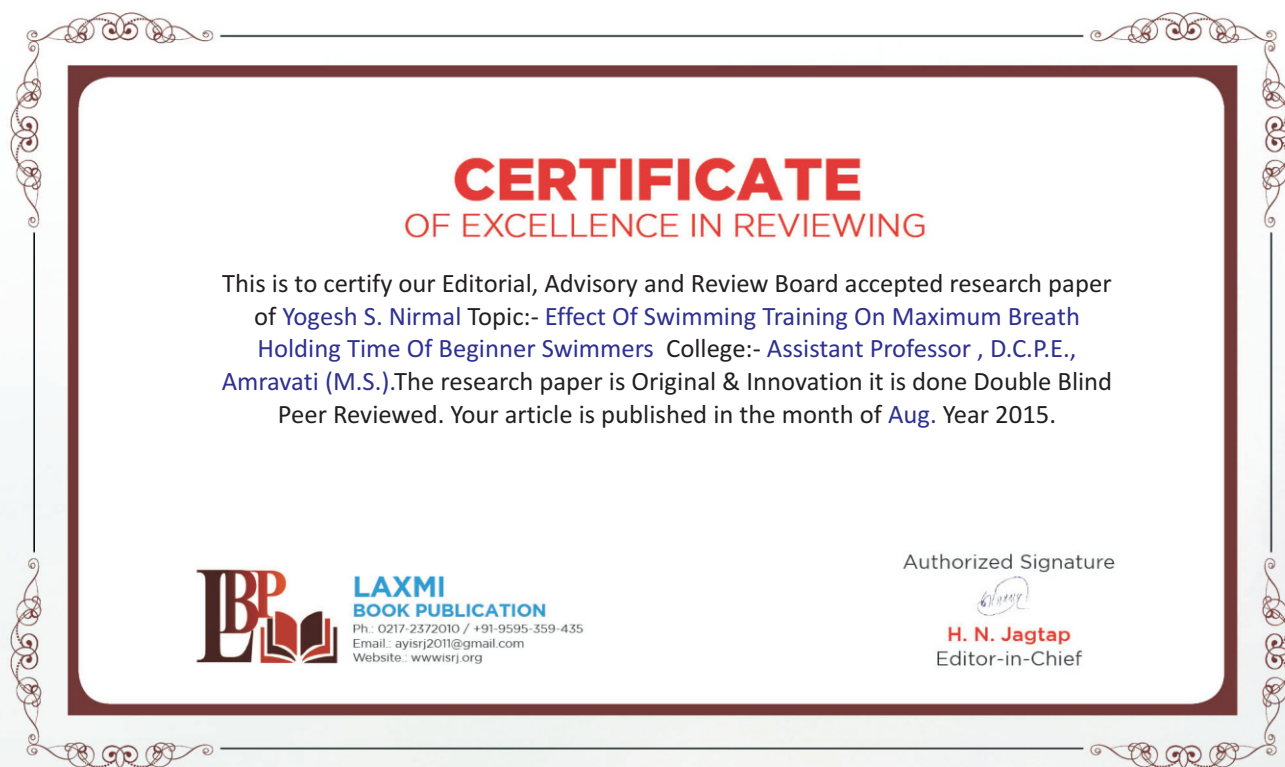 CERTIFICATE
OF EXCELLENCE IN REVIEWING
This is to certify our Editorial, Advisory and Review Board accepted research paper
of Yogesh S. Nirmal Topic:- Effect Of Swimming Training On Maximum Breath
Holding Time Of Beginner Swimmers College:- Assistant Professor , D.C.P.E.,
Amravati (M.S.).The research paper is Original & Innovation it is done Double Blind
Peer Reviewed. Your article is published in the month of Aug. Year 2015.
LBP
LAXMI
BOOK PUBLICATION
Ph.: 0217-2372010 / +91-9595-359-435
Email.: ayisrj2011@gmail.com
Website.: wwwisrj.org
Authorized Signature
H. N. Jagtap
Editor-in-Chief